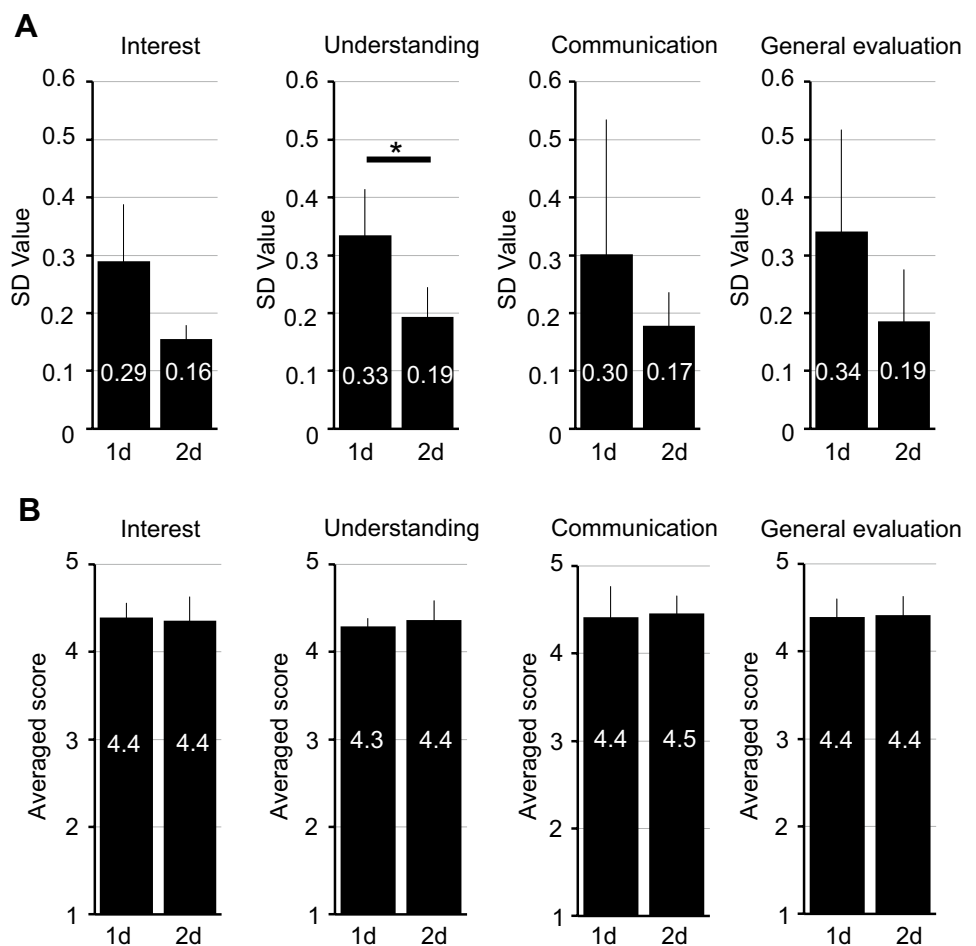 A
Interest Understanding Communication General evaluation
0.6 0.6 0.6 0.6
0.5 0.5 0.5 0.5
*
0.4 0.4 0.4 0.4
0.3 0.3 0.3 0.3
SD Value SD Value SD Value SD Value
0.2 0.2 0.2 0.2
0.29 0.16 0.33 0.19 0.30 0.17 0.34 0.19
0.1 0.1 0.1 0.1
0 0 0 0
1d 2d 1d 2d 1d 2d 1d 2d
B
Interest Understanding Communication General evaluation
5 5 5 5
4 4 4 4
Averaged score Averaged score Averaged score Averaged score
4.4 4.4 4.3 4.4 4.4 4.5 4.4 4.4
3 3 3 3
2 2 2 2
1 1 1 1
1d 2d 1d 2d 1d 2d 1d 2d